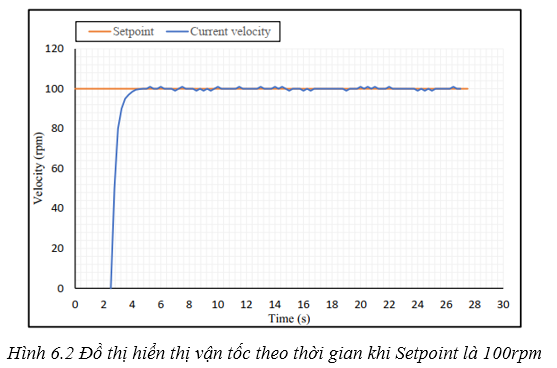 Setpoint Current velocity
120
100
80
60
40
20
0
Velocity (rpm)
0 2 4 6 8 10 12 14 16 18 20 22 24 26 28 30
Time (s)
Hình 6.2 Đồ thị hiển thị vận tốc theo thời gian khi Setpoint là 100rpm